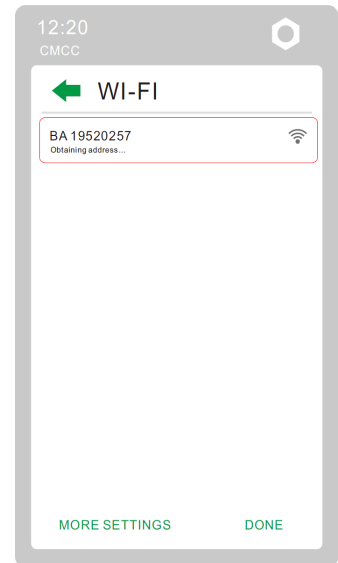 12:20
CMCC
WI-FI
BA 19520257
Obtaining address...
MORE SETTINGS
DONE